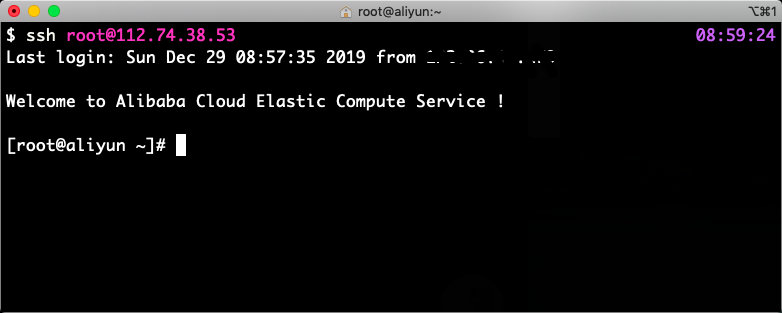 root@aliyun:~
⌥⌘1
$ ssh root@112.74.38.53 08:59:24
Last login: Sun Dec 29 08:57:35 2019 from
Welcome to Alibaba Cloud Elastic Compute Service !
[root@aliyun ~]#